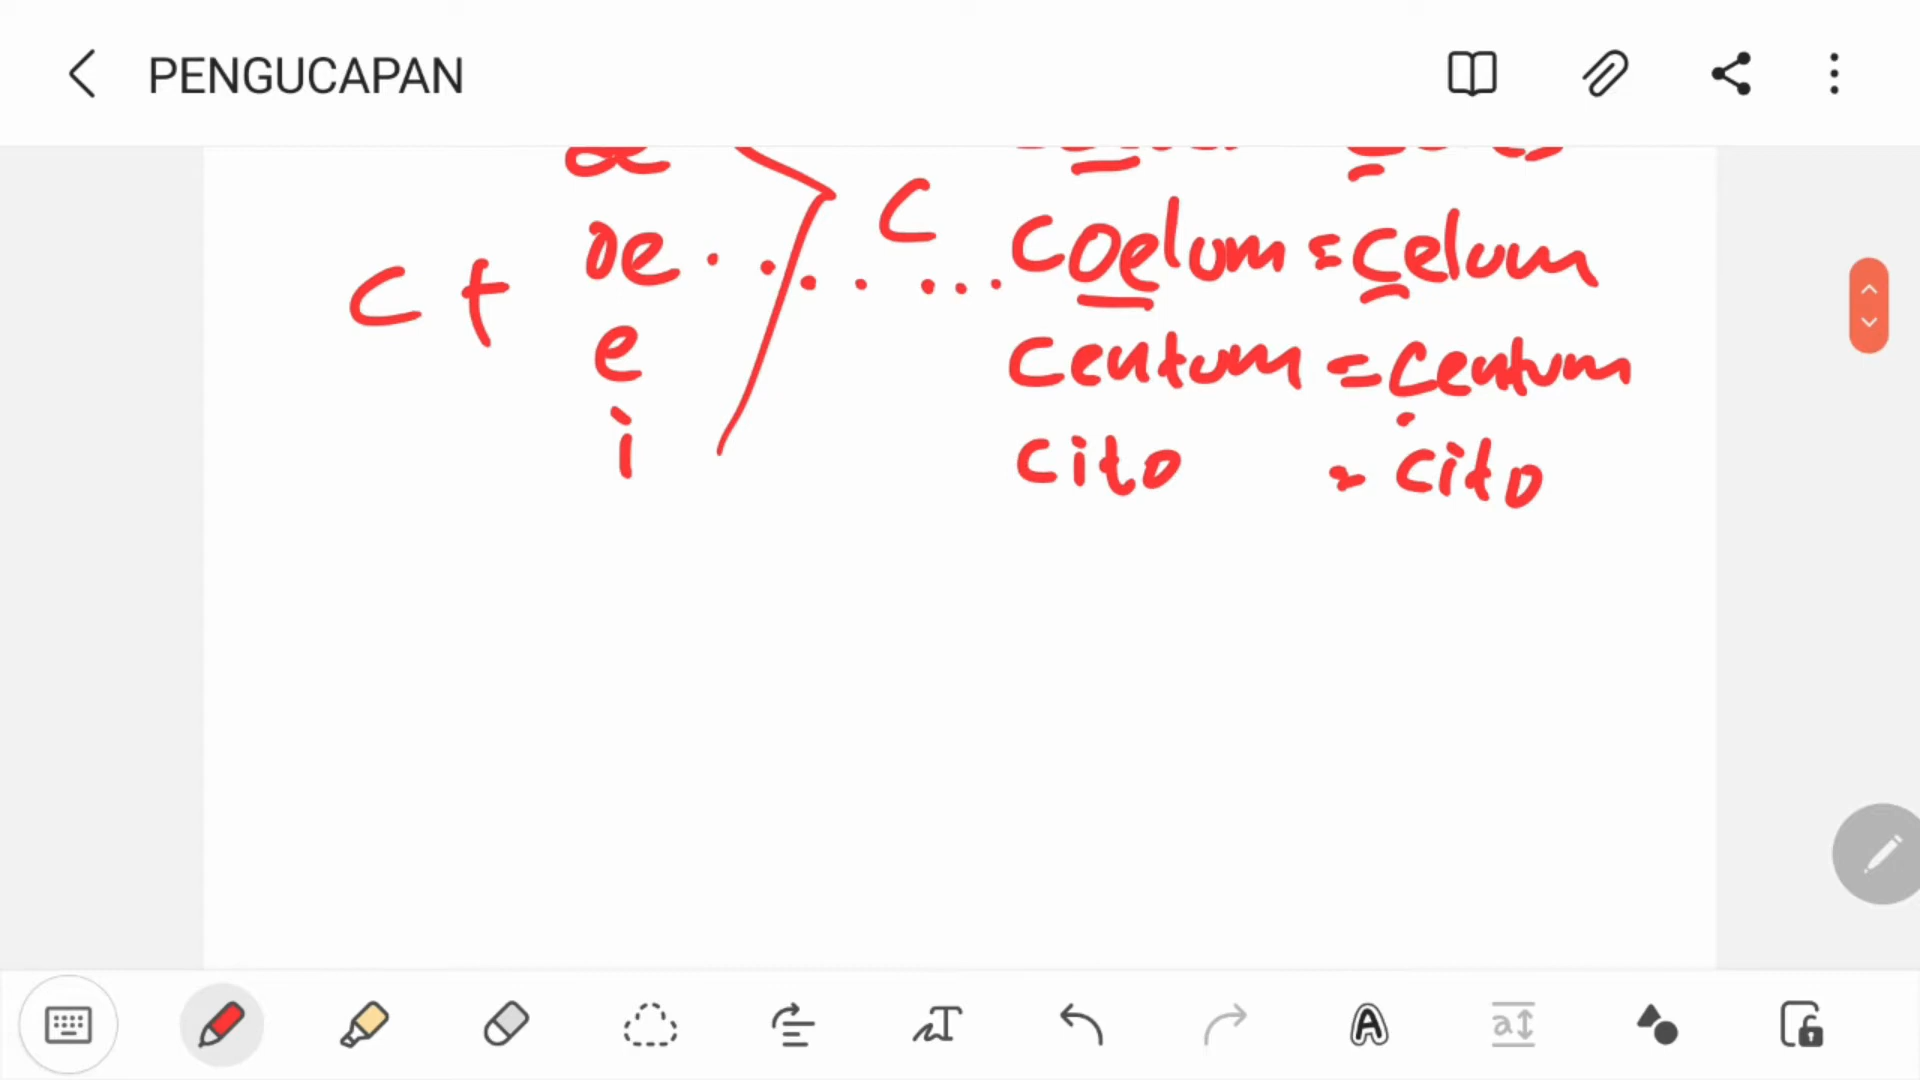 PENGUCAPAN
C
oe....... Coelum = Celum
C +
e Centum = Centum
i Cito = Cito